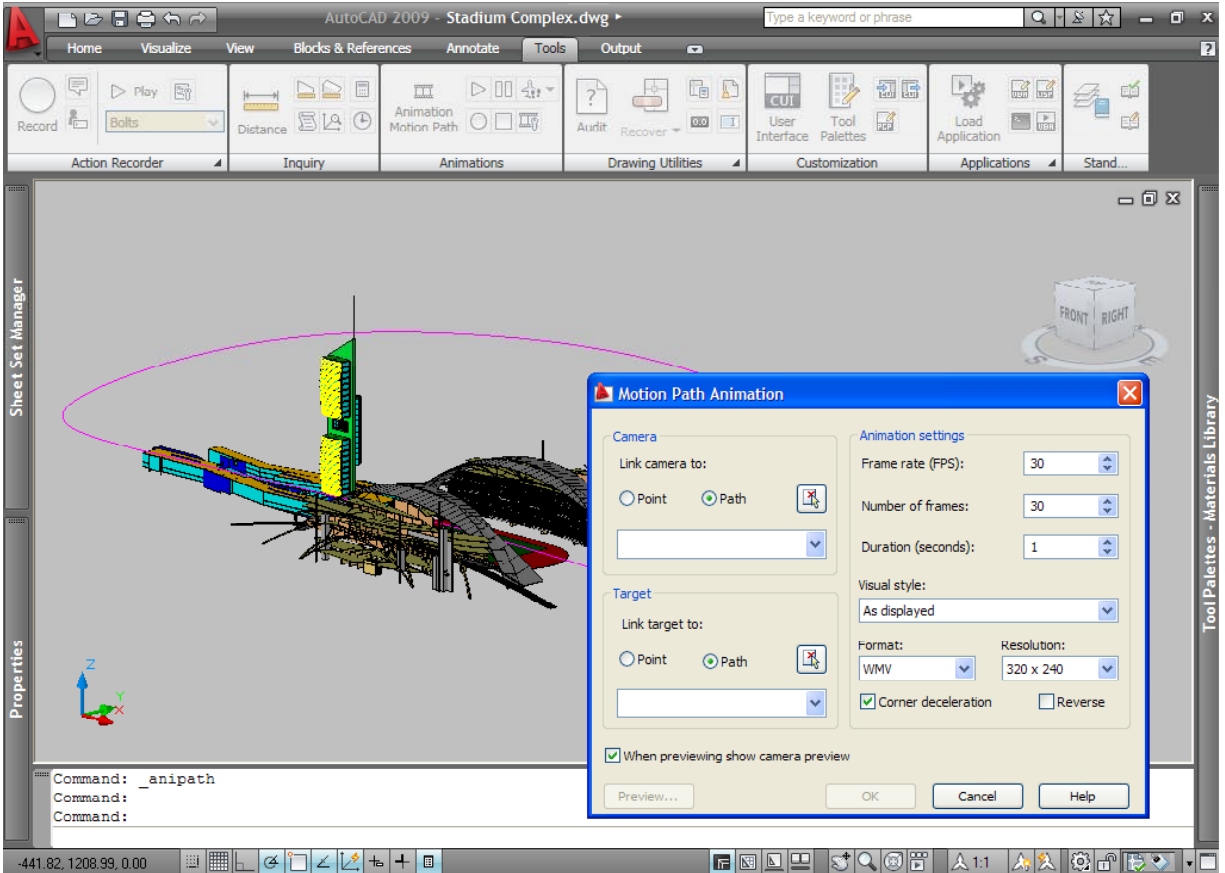 AutoCAD 2009 - Stadium Complex.dwg
Type a keyword or phrase
Home Visualize View Blocks & References Annotate Tools Output
?
Record
Play
Bolts
Action Recorder
Distance
Inquiry
Animation
Motion Path
Animations
Audit
Recover
Drawing Utilities
CUI
User
Interface
Tool
Palettes
Customization
Load
Application
Applications
Stand...
Sheet Set Manager
Properties
Tool Palettes - Materials Library
FRONT RIGHT
S E
Z
Y
X
Motion Path Animation
Camera
Link camera to:
Point Path
Target
Link target to:
Point Path
Animation settings
Frame rate (FPS): 30
Number of frames: 30
Duration (seconds): 1
Visual style:
As displayed
Format: Resolution:
WMV 320 x 240
Corner deceleration Reverse
When previewing show camera preview
Preview... OK Cancel Help
Command: _anipath
Command:
Command:
-441.82, 1208.99, 0.00
1:1